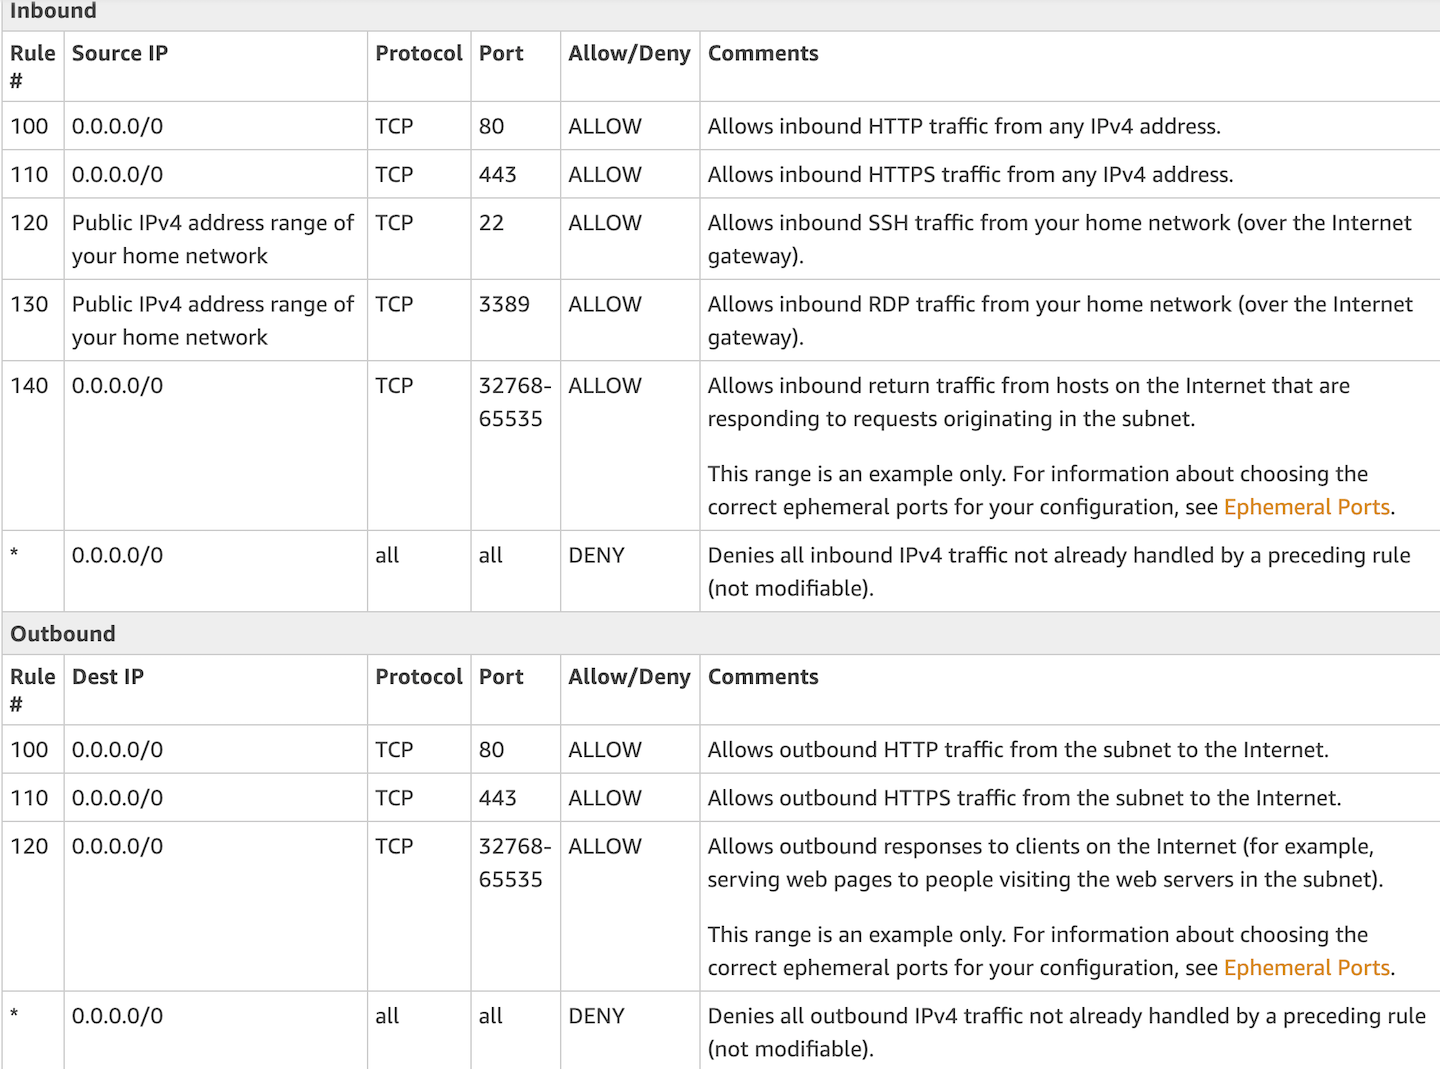 Inbound
Rule # Source IP Protocol Port Allow/Deny Comments
100 0.0.0.0/0 TCP 80 ALLOW Allows inbound HTTP traffic from any IPv4 address.
110 0.0.0.0/0 TCP 443 ALLOW Allows inbound HTTPS traffic from any IPv4 address.
120 Public IPv4 address range of your home network TCP 22 ALLOW Allows inbound SSH traffic from your home network (over the Internet gateway).
130 Public IPv4 address range of your home network TCP 3389 ALLOW Allows inbound RDP traffic from your home network (over the Internet gateway).
140 0.0.0.0/0 TCP 32768-65535 ALLOW Allows inbound return traffic from hosts on the Internet that are responding to requests originating in the subnet.
This range is an example only. For information about choosing the correct ephemeral ports for your configuration, see Ephemeral Ports.
* 0.0.0.0/0 all all DENY Denies all inbound IPv4 traffic not already handled by a preceding rule (not modifiable).
Outbound
Rule # Dest IP Protocol Port Allow/Deny Comments
100 0.0.0.0/0 TCP 80 ALLOW Allows outbound HTTP traffic from the subnet to the Internet.
110 0.0.0.0/0 TCP 443 ALLOW Allows outbound HTTPS traffic from the subnet to the Internet.
120 0.0.0.0/0 TCP 32768-65535 ALLOW Allows outbound responses to clients on the Internet (for example, serving web pages to people visiting the web servers in the subnet).
This range is an example only. For information about choosing the correct ephemeral ports for your configuration, see Ephemeral Ports.
* 0.0.0.0/0 all all DENY Denies all outbound IPv4 traffic not already handled by a preceding rule (not modifiable).